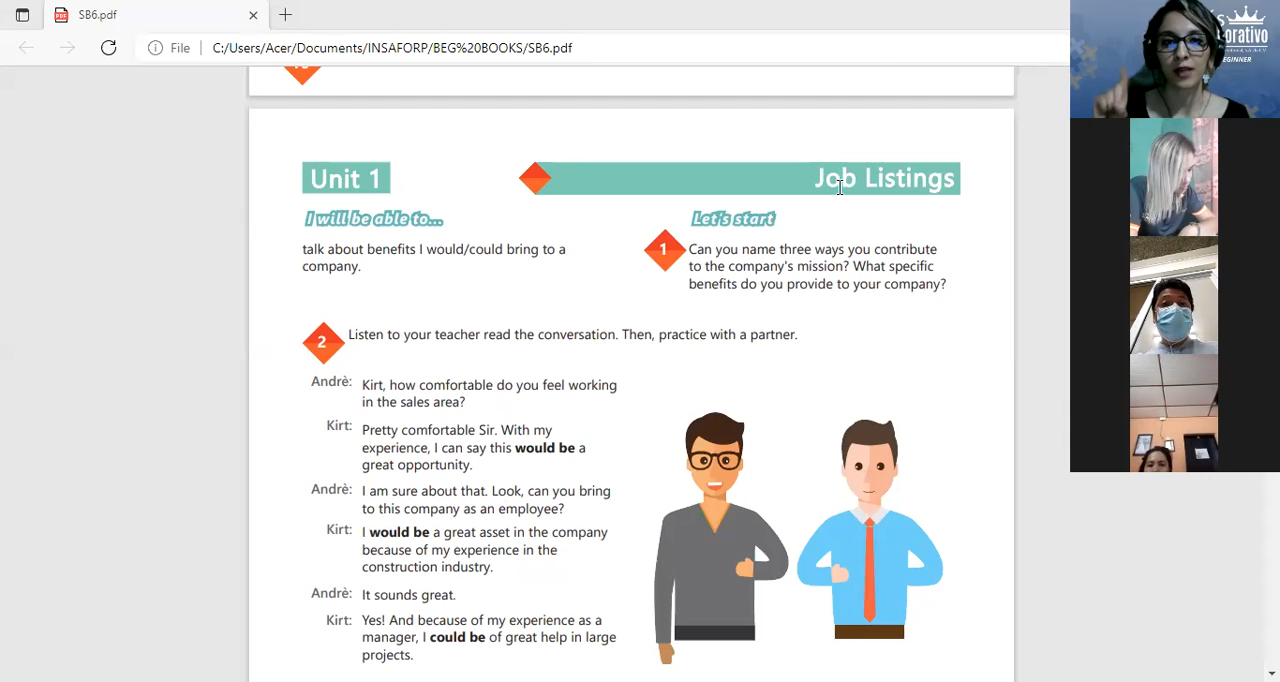 SB6.pdf
File
C:/Users/Acer/Documents/INSAFORP/BEG%20BOOKS/SB6.pdf
Unit 1
Job Listings
I will be able to...
talk about benefits I would/could bring to a
company.
Let's start
1
Can you name three ways you contribute
to the company's mission? What specific
benefits do you provide to your company?
2
Listen to your teacher read the conversation. Then, practice with a partner.
Andrè: Kirt, how comfortable do you feel working
in the sales area?
Kirt: Pretty comfortable Sir. With my
experience, I can say this would be a
great opportunity.
Andrè: I am sure about that. Look, can you bring
to this company as an employee?
Kirt: I would be a great asset in the company
because of my experience in the
construction industry.
Andrè: It sounds great.
Kirt: Yes! And because of my experience as a
manager, I could be of great help in large
projects.